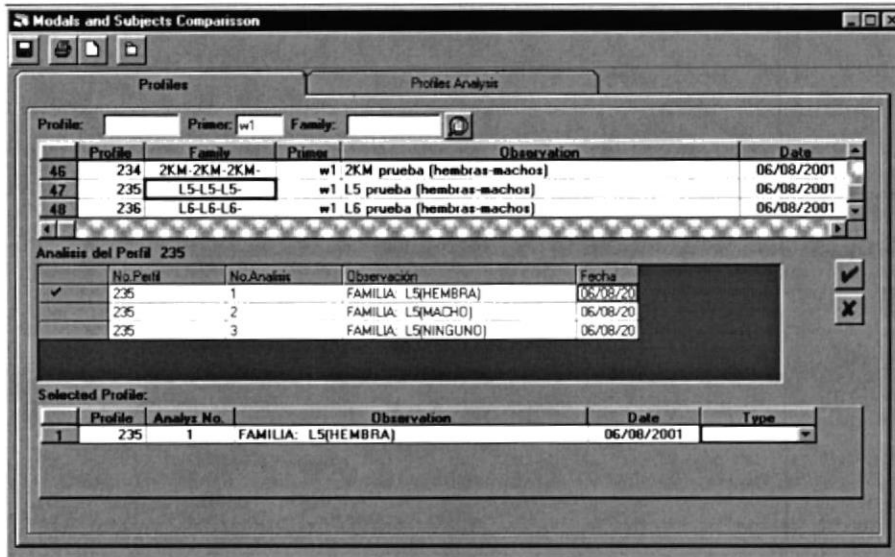 Modals and Subjects Comparisson
Profiles Profiles Analysis
Profile: Primer: w1 Family:
Profile Family Primer Observation Date
46 234 2KM-2KM-2KM- w1 2KM prueba (hembras-machos) 06/08/2001
47 235 L5-L5-L5- w1 L5 prueba (hembras-machos) 06/08/2001
48 236 L6-L6-L6- w1 L6 prueba (hembras-machos) 06/08/2001
Analisis del Perfil 235
No.Perfil No.Analisis Observación Fecha
235 1 FAMILIA: L5(HEMBRA) 06/08/20
235 2 FAMILIA: L5(MACHO) 06/08/20
235 3 FAMILIA: L5(NINGUNO) 06/08/20
Selected Profile:
Profile Analyz No. Observation Date Type
1 235 1 FAMILIA: L5(HEMBRA) 06/08/2001